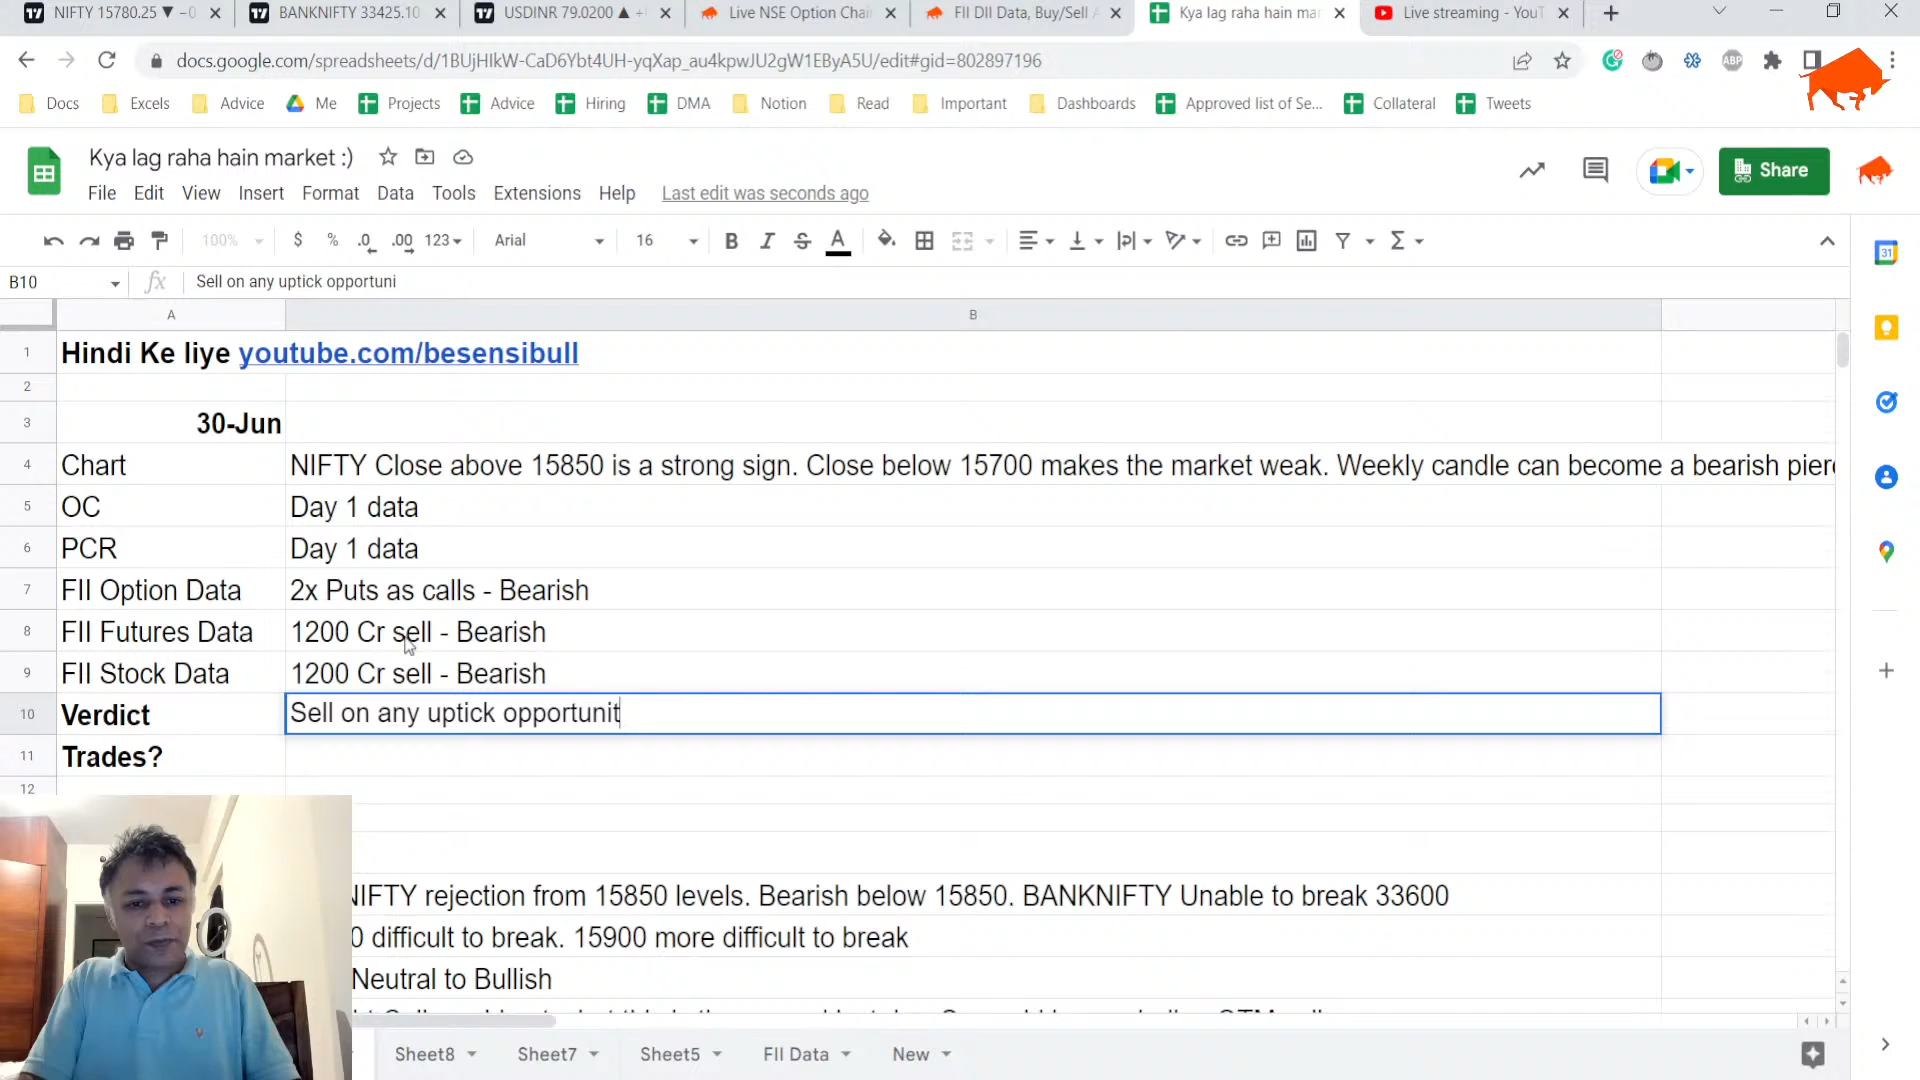 NIFTY 15780.25 ▼ −0
BANKNIFTY 33425.10
USDINR 79.0200 ▲ +
Live NSE Option Chai
FII DII Data, Buy/Sell A
Kya lag raha hain mar
Live streaming - YouT
docs.google.com/spreadsheets/d/1BUjHIkW-CaD6Ybt4UH-yqXap_au4kpwJU2gW1EByA5U/edit#gid=802897196
ABP
Docs
Excels
Advice
Me
Projects
Advice
Hiring
DMA
Notion
Read
Important
Dashboards
Approved list of Se...
Collateral
Tweets
Kya lag raha hain market :)
File Edit View Insert Format Data Tools Extensions Help Last edit was seconds ago
Share
100% $ % .0 .00 123 Arial 16 B I S A Σ
31
B10 fx Sell on any uptick opportuni
A B
1 Hindi Ke liye youtube.com/besensibull
2
3 30-Jun
4 Chart NIFTY Close above 15850 is a strong sign. Close below 15700 makes the market weak. Weekly candle can become a bearish pier
5 OC Day 1 data
6 PCR Day 1 data
7 FII Option Data 2x Puts as calls - Bearish
8 FII Futures Data 1200 Cr sell - Bearish
9 FII Stock Data 1200 Cr sell - Bearish
10 Verdict Sell on any uptick opportunit
11 Trades?
12
NIFTY rejection from 15850 levels. Bearish below 15850. BANKNIFTY Unable to break 33600
0 difficult to break. 15900 more difficult to break
Neutral to Bullish
Sheet8 Sheet7 Sheet5 FII Data New